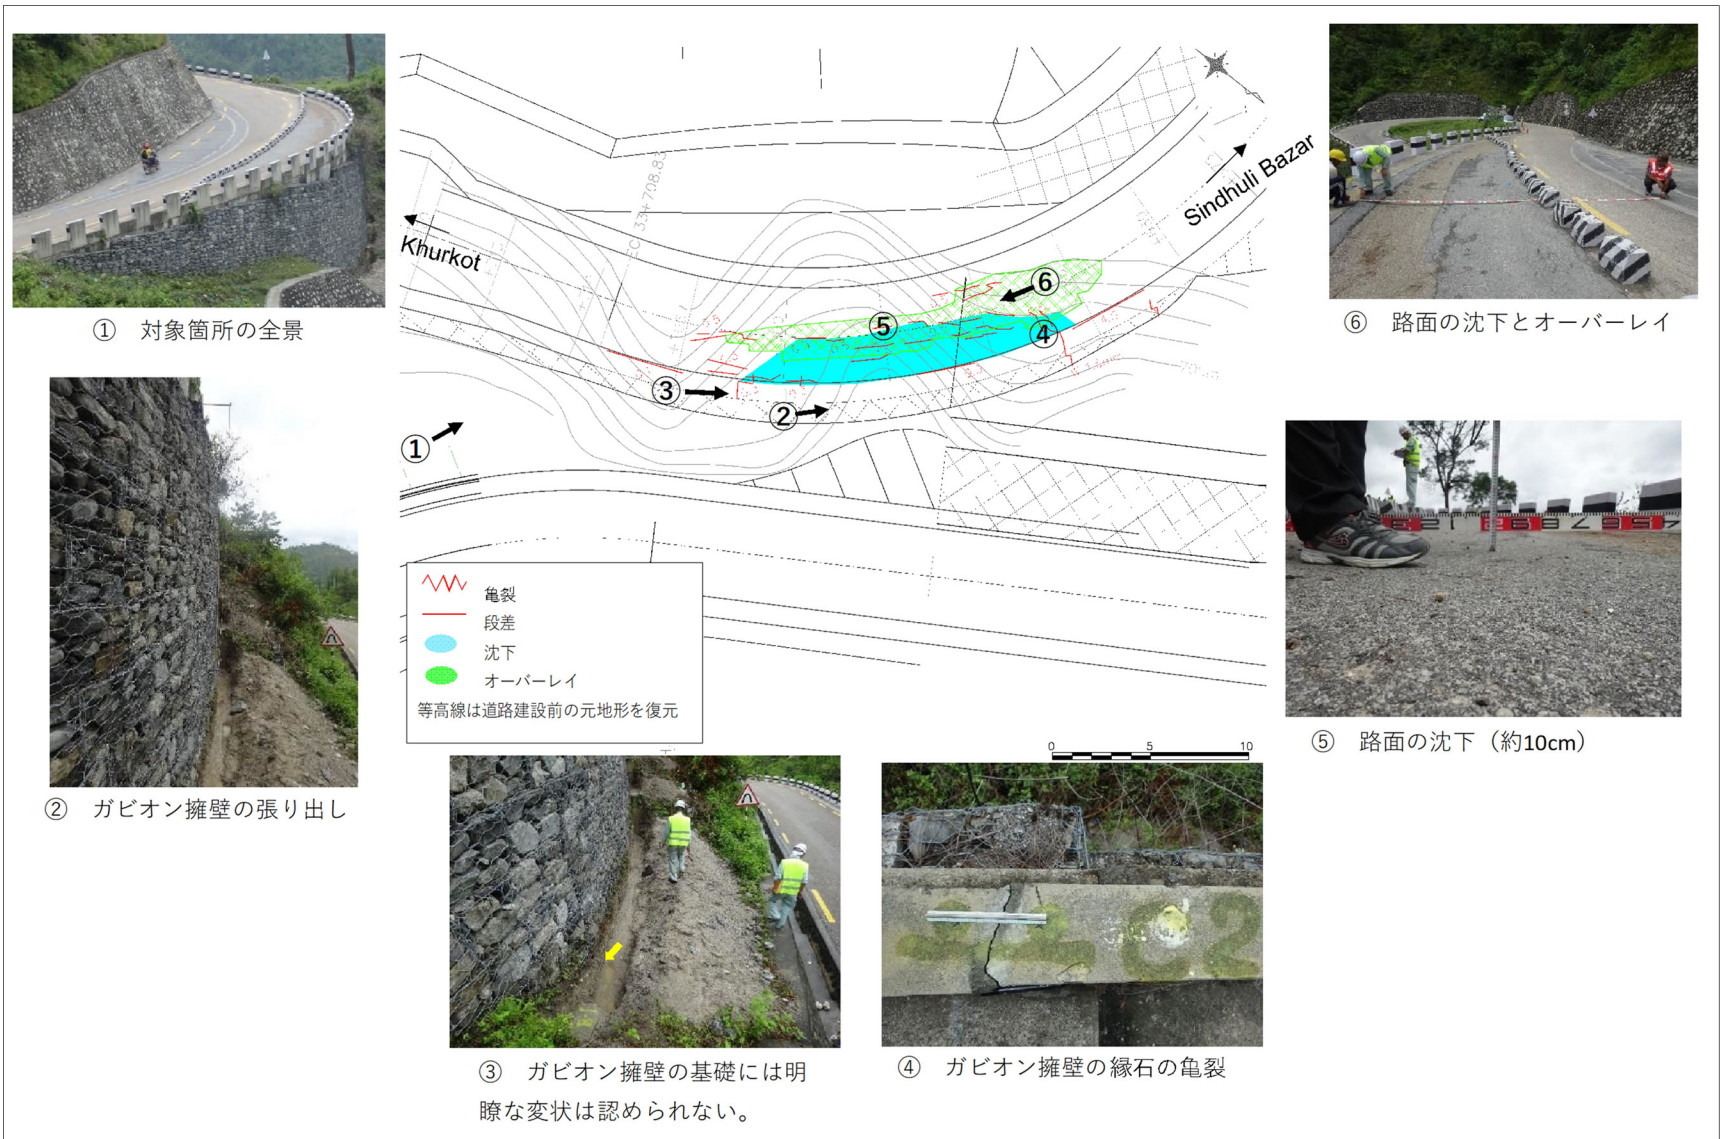 ① 対象箇所の全景
② ガビオン擁壁の張り出し
Khurkot
Sindhuli Bazar
⑥
⑤
④
③
②
①
亀裂
段差
沈下
オーバーレイ
等高線は道路建設前の元地形を復元
0 5 10
③ ガビオン擁壁の基礎には明
瞭な変状は認められない。
④ ガビオン擁壁の縁石の亀裂
⑥ 路面の沈下とオーバーレイ
⑤ 路面の沈下（約10cm）